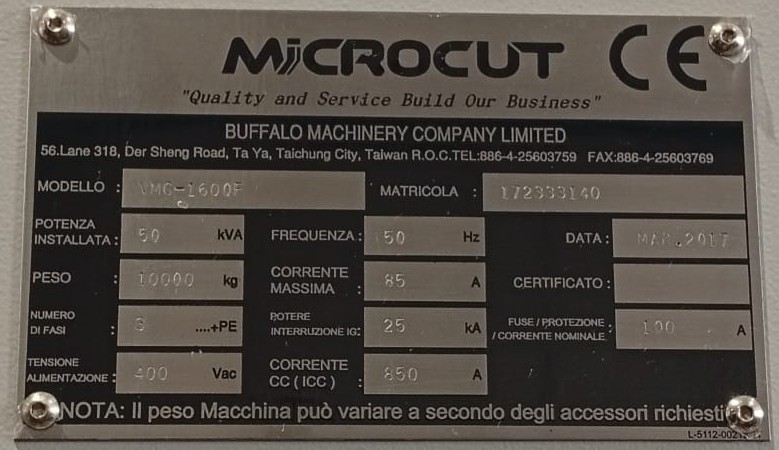 MiCROCUT CE
"Quality and Service Build Our Business"
BUFFALO MACHINERY COMPANY LIMITED
56.Lane 318, Der Sheng Road, Ta Ya, Taichung City, Taiwan R.O.C.TEL:886-4-25603759 FAX:886-4-25603769
MODELLO : VMC-1600F MATRICOLA : 172333140
POTENZA INSTALLATA : 50 kVA FREQUENZA : 50 Hz DATA : MAR.2017
PESO : 10000 kg CORRENTE MASSIMA : 85 A CERTIFICATO :
NUMERO DI FASI : 3 ....+PE POTERE INTERRUZIONE IG: 25 kA FUSE / PROTEZIONE / CORRENTE NOMINALE : 100 A
TENSIONE ALIMENTAZIONE : 400 Vac CORRENTE CC ( ICC ) : 850 A
NOTA: Il peso Macchina può variare a secondo degli accessori richiesti